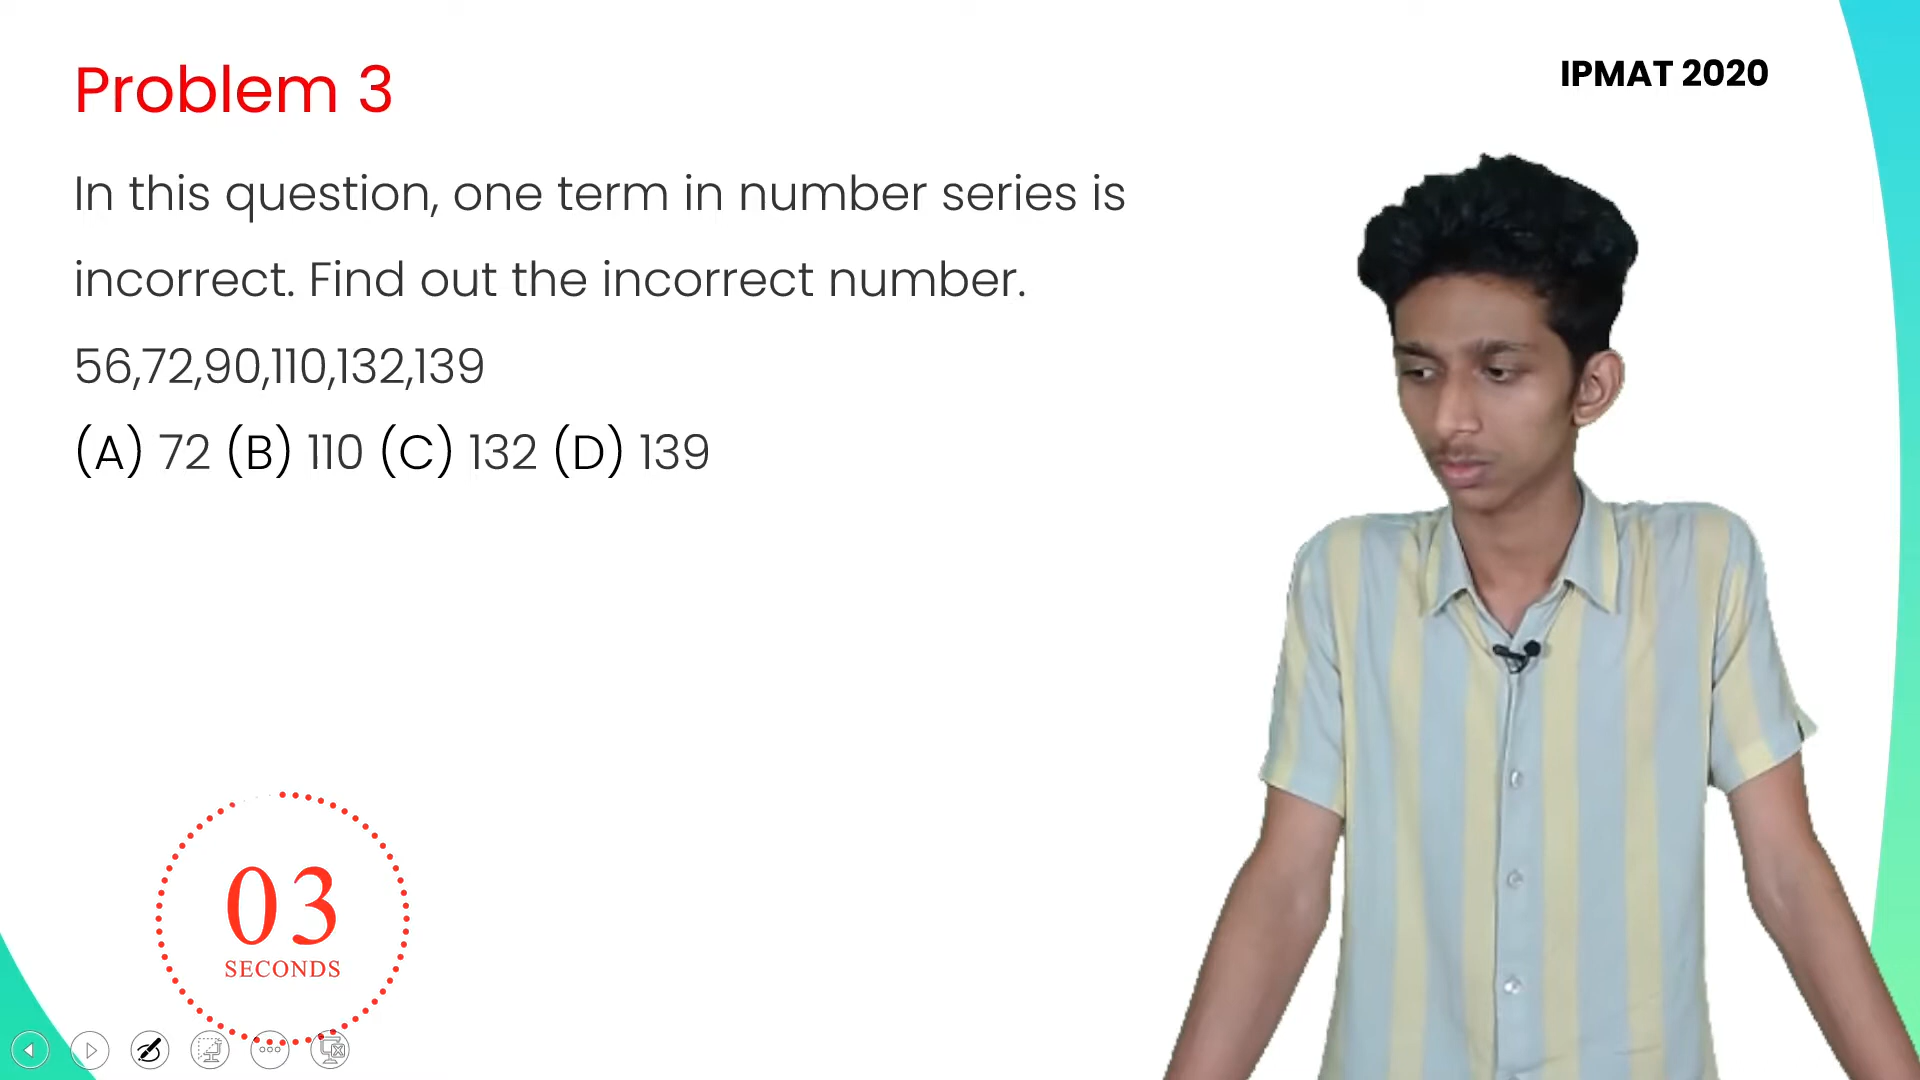 Problem 3
IPMAT 2020
In this question, one term in number series is
incorrect. Find out the incorrect number.
56,72,90,110,132,139
(A) 72 (B) 110 (C) 132 (D) 139
03
SECONDS